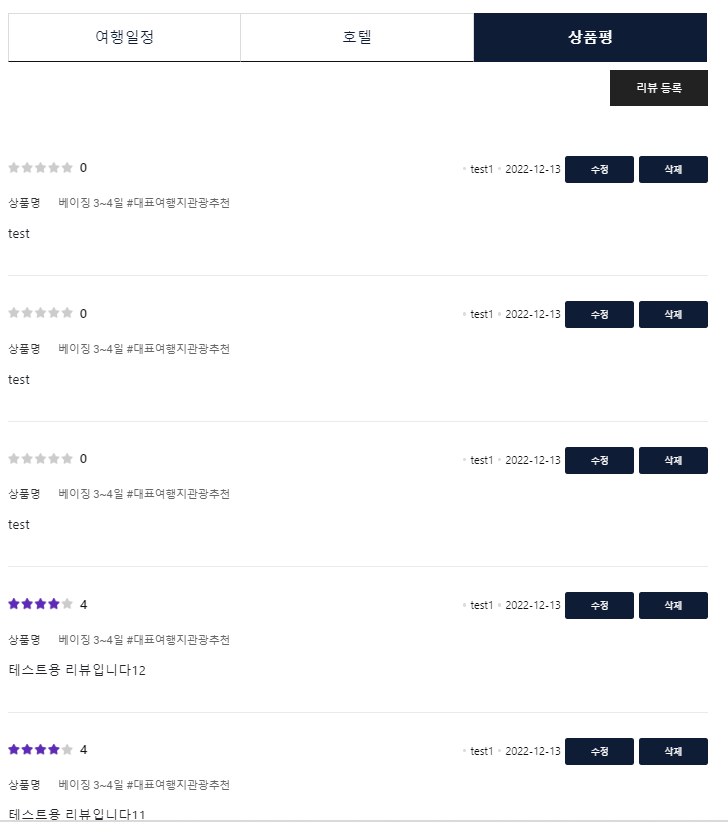 여행일정 호텔 상품평
리뷰 등록
0 test1 2022-12-13 수정 삭제
상품명 베이징 3~4일 #대표여행지관광추천
test
0 test1 2022-12-13 수정 삭제
상품명 베이징 3~4일 #대표여행지관광추천
test
0 test1 2022-12-13 수정 삭제
상품명 베이징 3~4일 #대표여행지관광추천
test
4 test1 2022-12-13 수정 삭제
상품명 베이징 3~4일 #대표여행지관광추천
테스트용 리뷰입니다12
4 test1 2022-12-13 수정 삭제
상품명 베이징 3~4일 #대표여행지관광추천
테스트용 리뷰입니다11